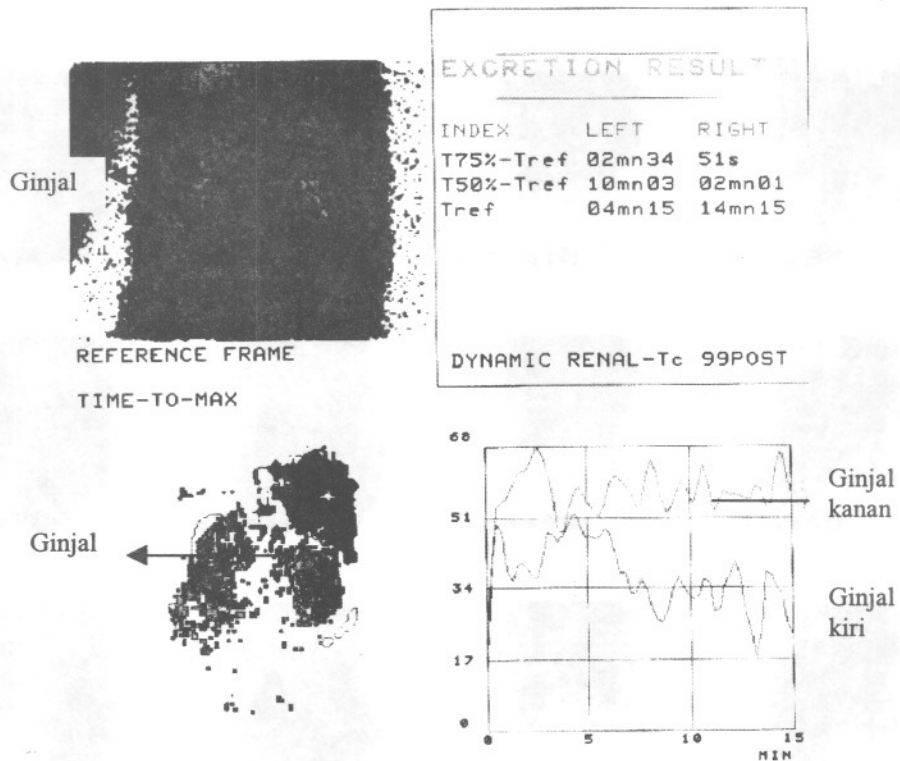 EXCRETION RESULT
INDEX LEFT RIGHT
T75%-Tref 02mn34 51s
T50%-Tref 10mn03 02mn01
Tref 04mn15 14mn15
DYNAMIC RENAL-Tc 99POST
Ginjal
REFERENCE FRAME
TIME-TO-MAX
Ginjal
68
51
34
17
0
0 5 10 15
MIN
Ginjal
kanan
Ginjal
kiri